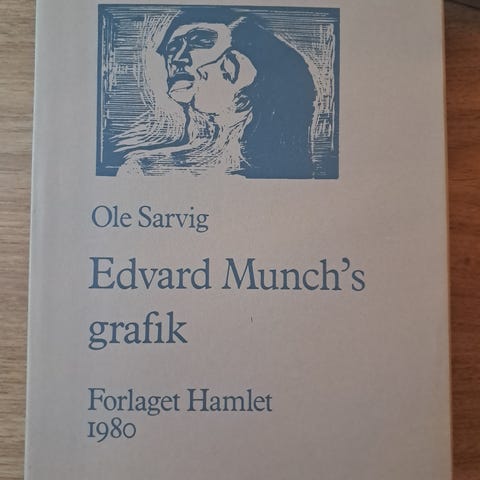 Ole Sarvig
Edvard Munch's
grafik
Forlaget Hamlet
1980